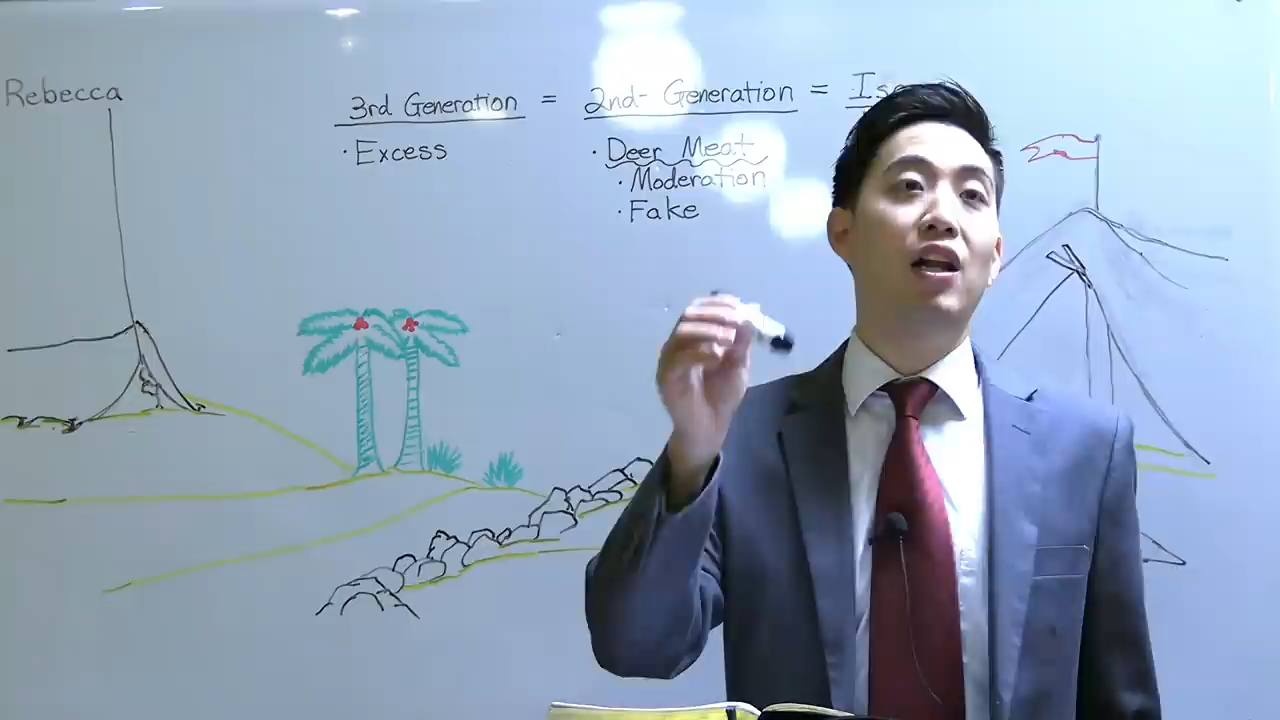 Rebecca
3rd Generation = 2nd- Generation =
· Excess
· Deer Meat
· Moderation
· Fake